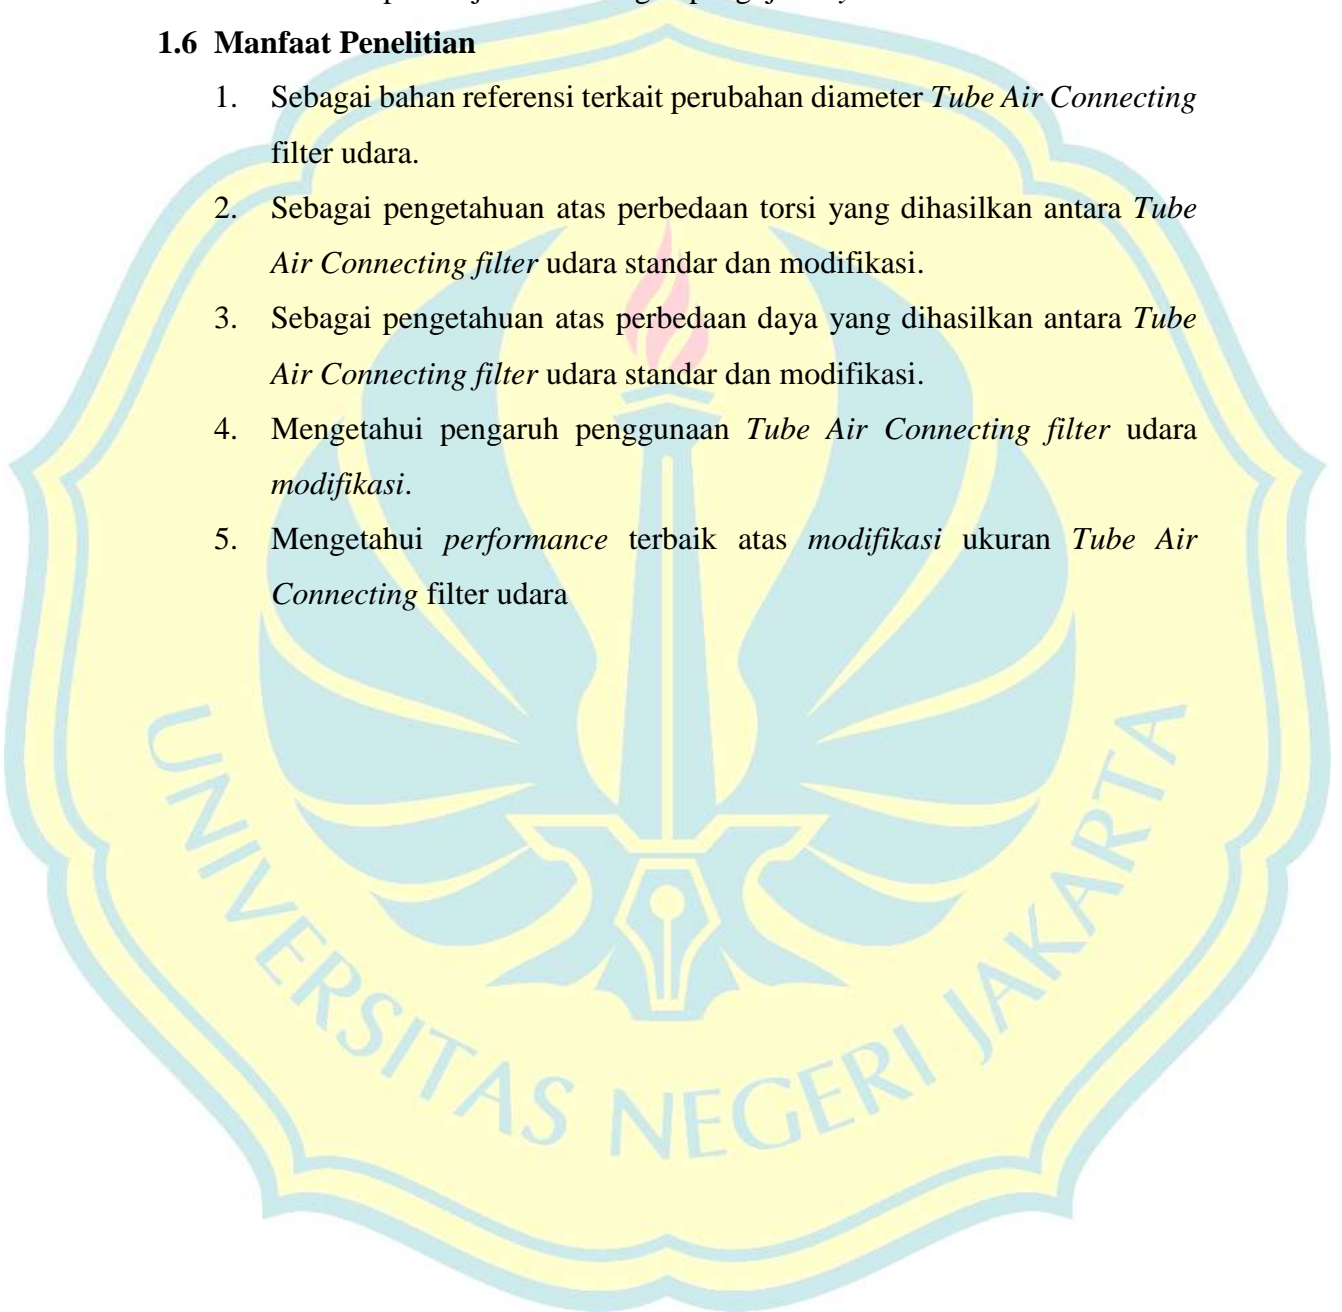 1.6 Manfaat Penelitian
1. Sebagai bahan referensi terkait perubahan diameter Tube Air Connecting
filter udara.
2. Sebagai pengetahuan atas perbedaan torsi yang dihasilkan antara Tube
Air Connecting filter udara standar dan modifikasi.
3. Sebagai pengetahuan atas perbedaan daya yang dihasilkan antara Tube
Air Connecting filter udara standar dan modifikasi.
4. Mengetahui pengaruh penggunaan Tube Air Connecting filter udara
modifikasi.
5. Mengetahui performance terbaik atas modifikasi ukuran Tube Air
Connecting filter udara
UNIVERSITAS NEGERI JAKARTA